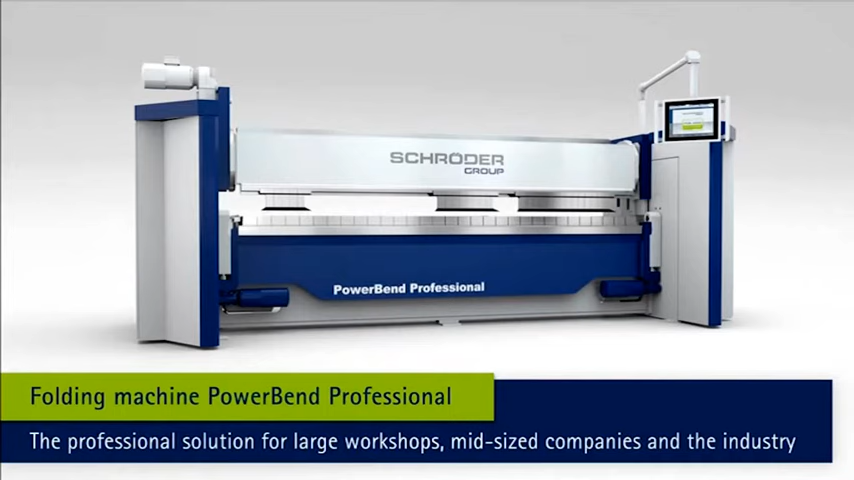 SCHRÖDER
GROUP
PowerBend Professional
Folding machine PowerBend Professional
The professional solution for large workshops, mid-sized companies and the industry